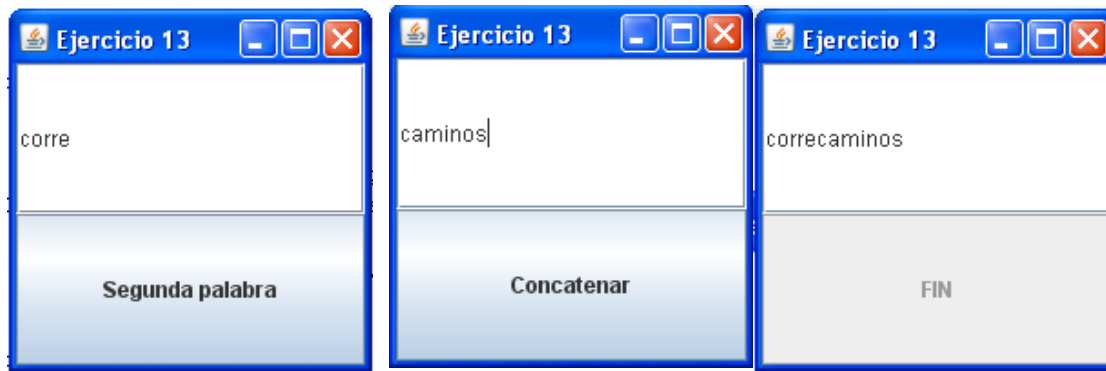 Ejercicio 13
corre
Segunda palabra
Ejercicio 13
caminos
Concatenar
Ejercicio 13
correcaminos
FIN